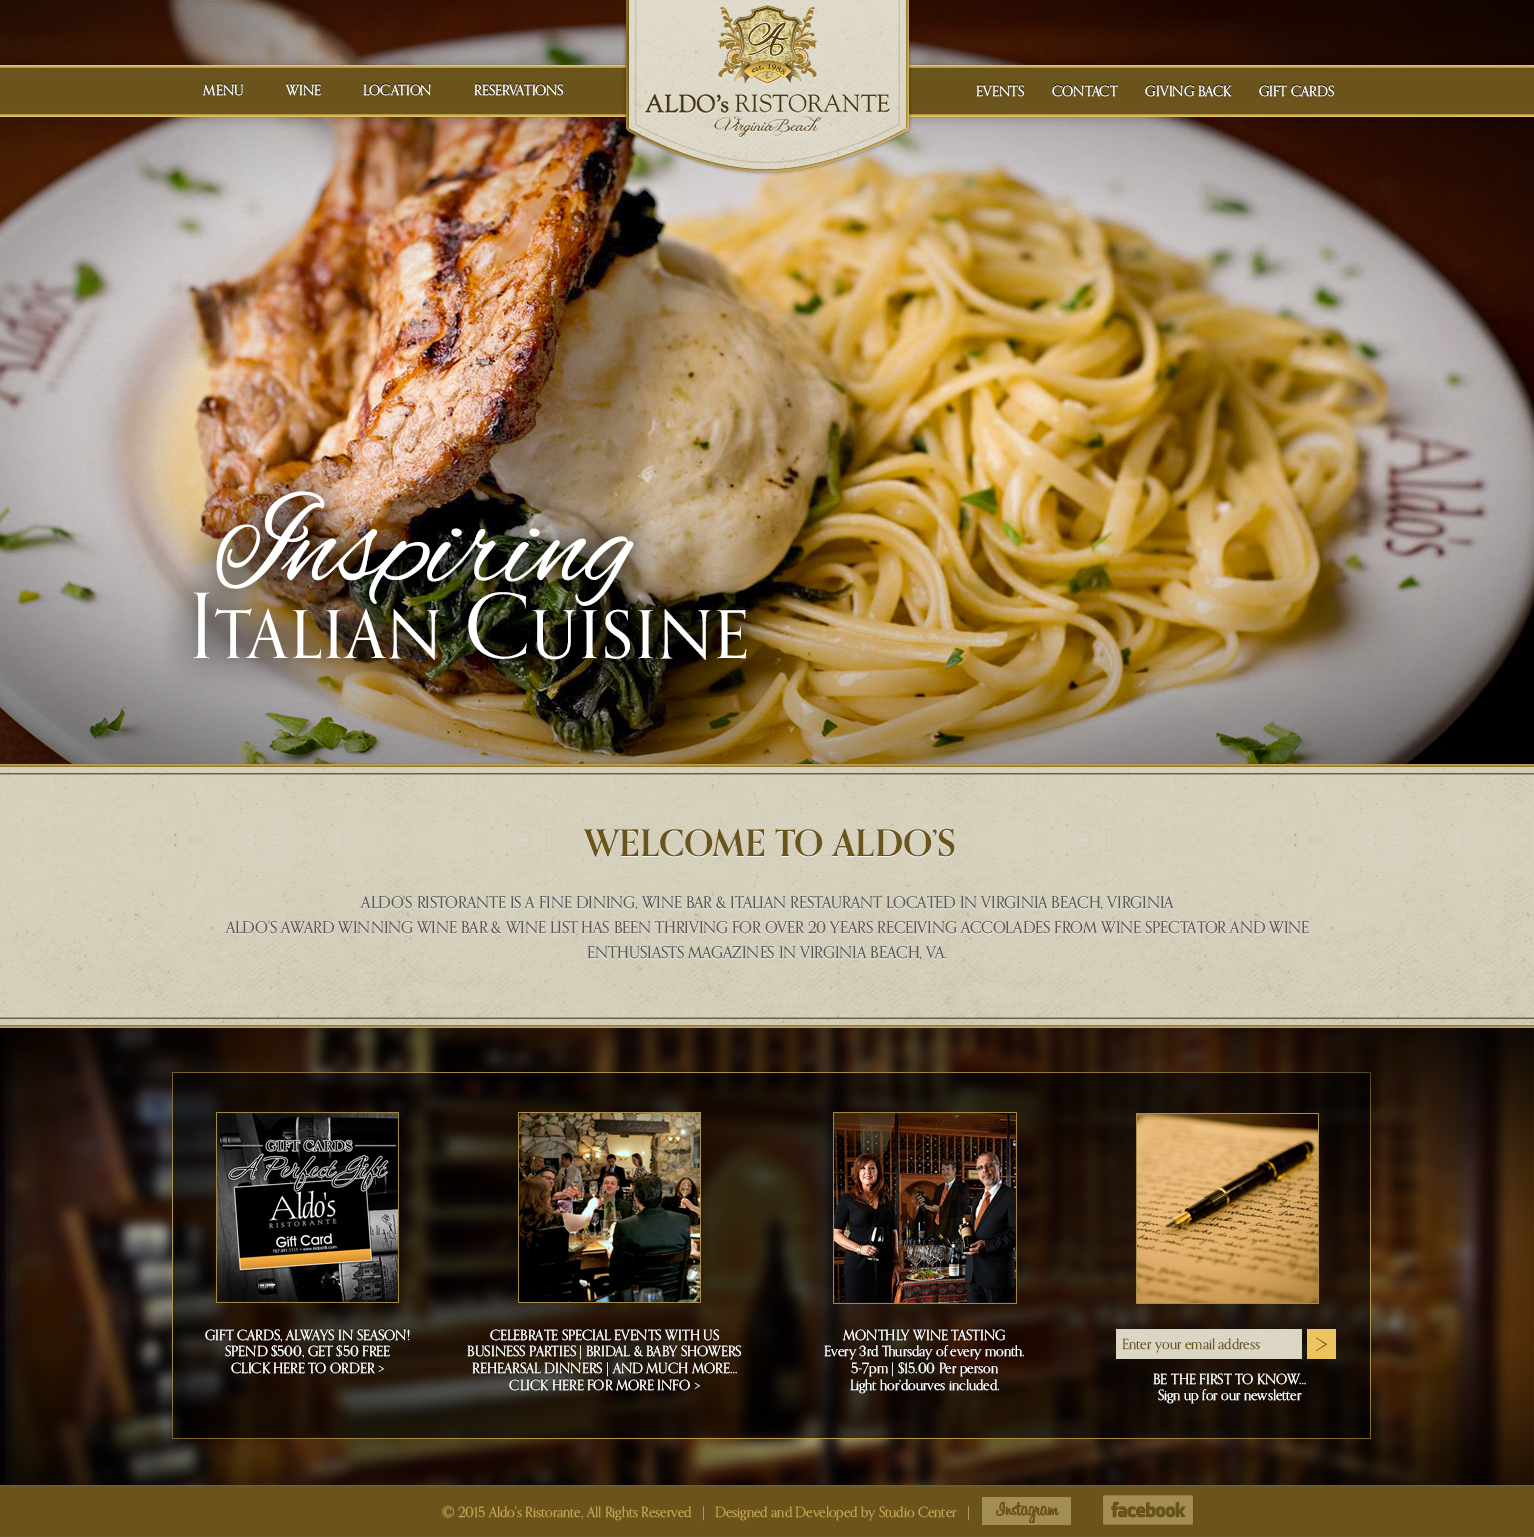 MENU WINE LOCATION RESERVATIONS
A
est. 1988
ALDO's RISTORANTE
Virginia Beach
EVENTS CONTACT GIVING BACK GIFT CARDS
Aldo's
Inspiring
ITALIAN CUISINE
WELCOME TO ALDO'S
ALDO'S RISTORANTE IS A FINE DINING, WINE BAR & ITALIAN RESTAURANT LOCATED IN VIRGINIA BEACH, VIRGINIA
ALDO'S AWARD WINNING WINE BAR & WINE LIST HAS BEEN THRIVING FOR OVER 20 YEARS RECEIVING ACCOLADES FROM WINE SPECTATOR AND WINE
ENTHUSIASTS MAGAZINES IN VIRGINIA BEACH, VA.
GIFT CARDS
A Perfect Gift
Aldo's
RISTORANTE
Gift Card
GIFT CARDS, ALWAYS IN SEASON!
SPEND $500, GET $50 FREE
CLICK HERE TO ORDER >
CELEBRATE SPECIAL EVENTS WITH US
BUSINESS PARTIES | BRIDAL & BABY SHOWERS
REHEARSAL DINNERS | AND MUCH MORE...
CLICK HERE FOR MORE INFO >
MONTHLY WINE TASTING
Every 3rd Thursday of every month.
5-7pm | $15.00 Per person
Light hor'dourves included.
Enter your email address >
BE THE FIRST TO KNOW...
Sign up for our newsletter
© 2015 Aldo's Ristorante, All Rights Reserved | Designed and Developed by Studio Center | Instagram facebook